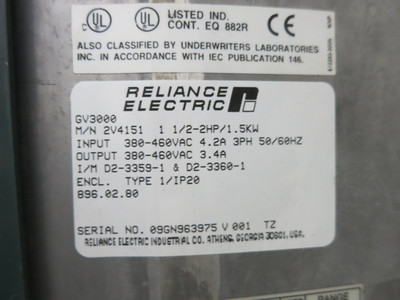 LISTED IND.
CONT. EQ 882R
ALSO CLASSIFIED BY UNDERWRITERS LABORATORIES
INC. IN ACCORDANCE WITH IEC PUBLICATION 146.
RELIANCE
ELECTRIC
GV3000
M/N 2V4151 1 1/2-2HP/1.5KW
INPUT 380-460VAC 4.2A 3PH 50/60HZ
OUTPUT 380-460VAC 3.4A
I/M D2-3359-1 & D2-3360-1
ENCL. TYPE 1/IP20
896.02.80
SERIAL NO. 09GN963975 V 001 TZ
RELIANCE ELECTRIC INDUSTRIAL CO. ATHENS, GEORGIA 30601, USA.
RANGE